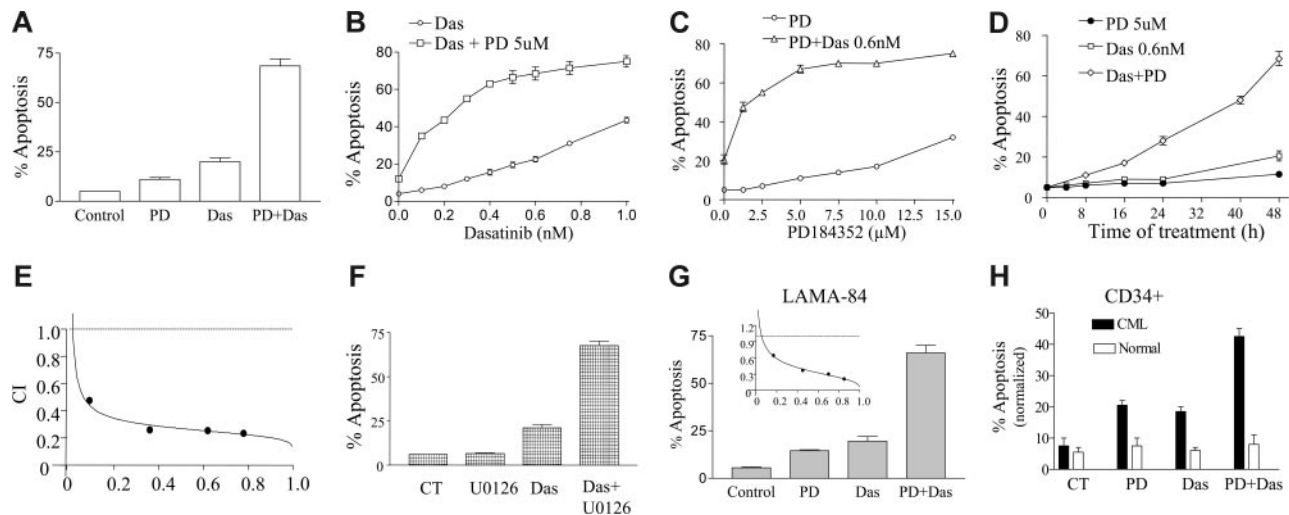 A
% Apoptosis
75
50
25
0
Control PD Das PD+Das
B
Das
Das + PD 5uM
% Apoptosis
80
60
40
20
0
0.0 0.2 0.4 0.6 0.8 1.0
Dasatinib (nM)
C
PD
PD+Das 0.6nM
% Apoptosis
80
60
40
20
0
0.0 2.5 5.0 7.5 10.0 12.5 15.0
PD184352 (µM)
D
PD 5uM
Das 0.6nM
Das+PD
% Apoptosis
80
60
40
20
0
0 8 16 24 32 40 48
Time of treatment (h)
E
CI
1.0
0.8
0.6
0.4
0.2
0
0 0.2 0.4 0.6 0.8 1.0
F
% Apoptosis
75
50
25
0
CT U0126 Das Das+
U0126
G
LAMA-84
% Apoptosis
75
50
25
0
1.2
1.0
0.6
0.3
0
0 0.2 0.4 0.6 0.8 1.0
Control PD Das PD+Das
H
CD34+
CML
Normal
% Apoptosis
(normalized)
50
40
30
20
10
0
CT PD Das PD+Das